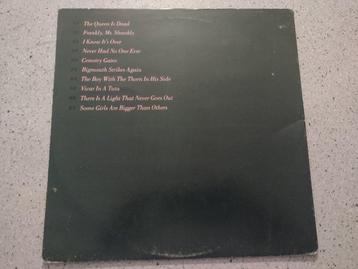 The Queen Is Dead
Frankly, Mr. Shankly
I Know It's Over
Never Had No One Ever
Cemetry Gates
Bigmouth Strikes Again
The Boy With The Thorn In His Side
Vicar In A Tutu
There Is A Light That Never Goes Out
Some Girls Are Bigger Than Others